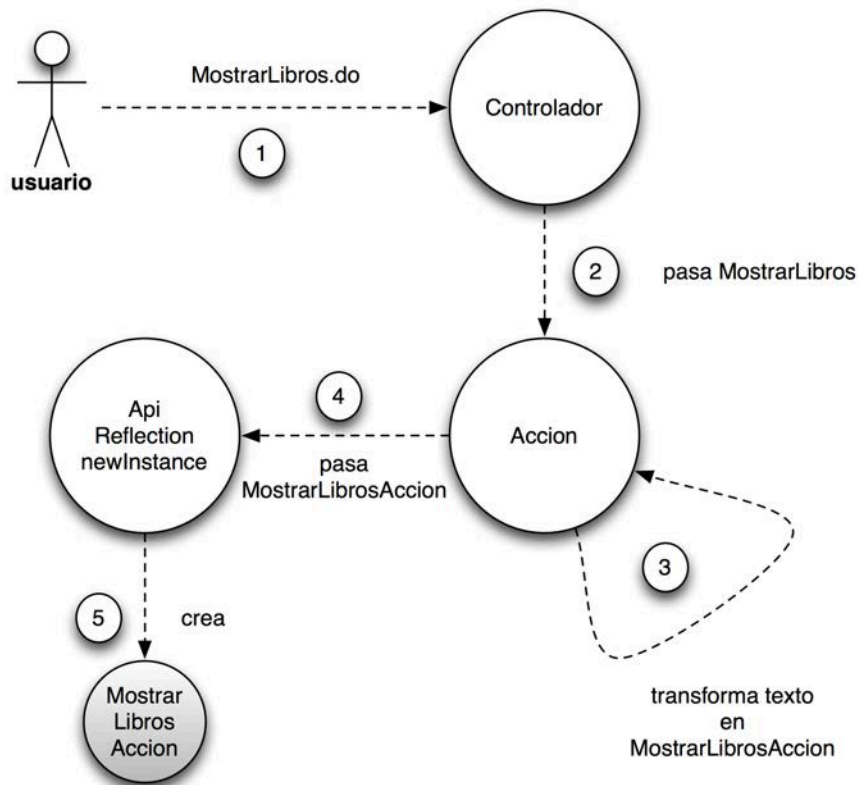 MostrarLibros.do
1
usuario
Controlador
2
pasa MostrarLibros
Api
Reflection
newInstance
4
pasa
MostrarLibrosAccion
Accion
3
transforma texto
en
MostrarLibrosAccion
5
crea
Mostrar
Libros
Accion